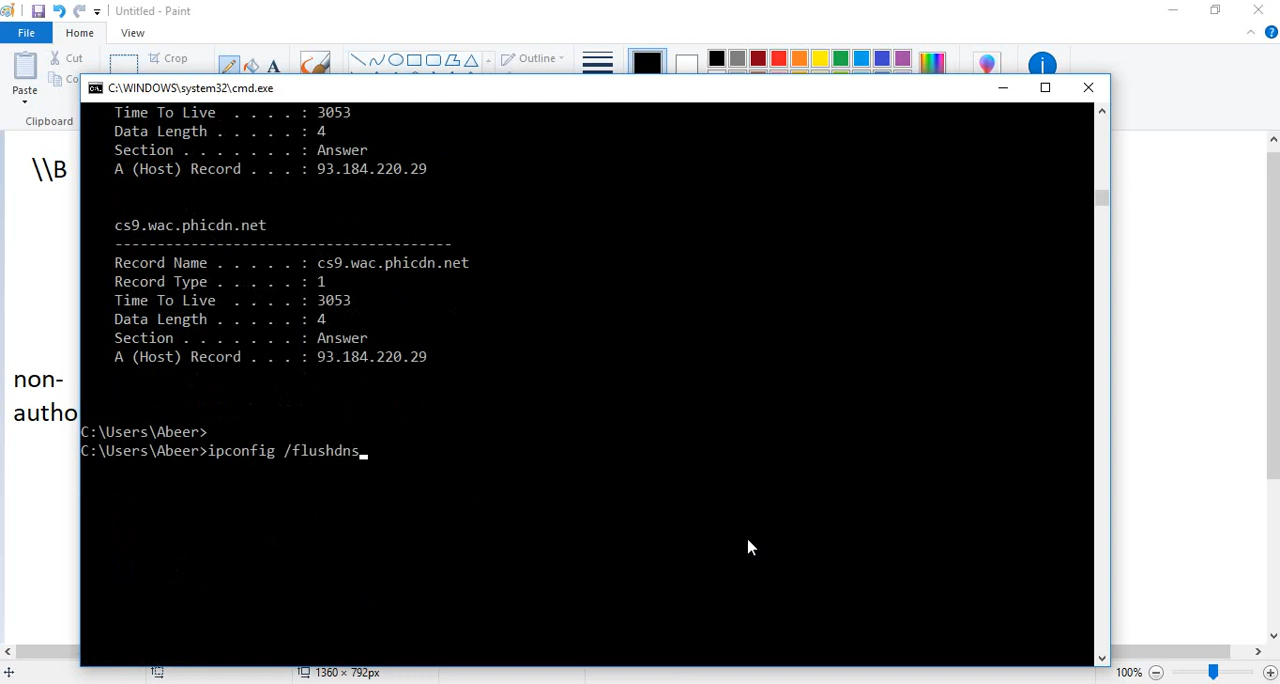 Untitled - Paint
File Home View
Paste
Cut
Crop
Co
Outline
Clipboard
C:\WINDOWS\system32\cmd.exe
\\B
non-
autho
Time To Live . . . . : 3053
Data Length . . . . . : 4
Section . . . . . . . : Answer
A (Host) Record . . . : 93.184.220.29
cs9.wac.phicdn.net
----------------------------------------
Record Name . . . . . : cs9.wac.phicdn.net
Record Type . . . . . : 1
Time To Live . . . . : 3053
Data Length . . . . . : 4
Section . . . . . . . : Answer
A (Host) Record . . . : 93.184.220.29
C:\Users\Abeer>
C:\Users\Abeer>ipconfig /flushdns
1360 × 792px
100%